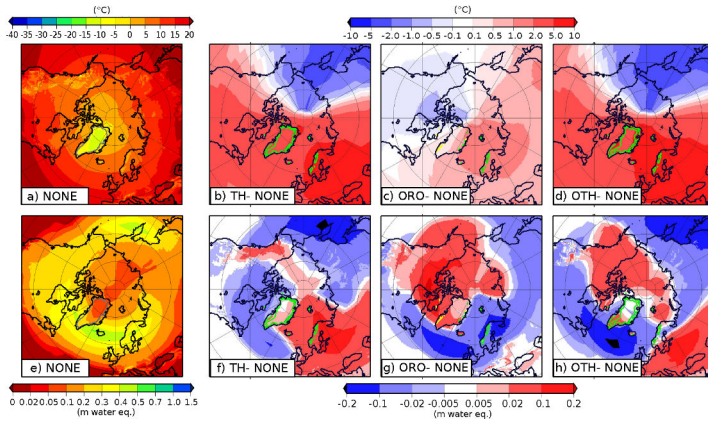 (°C)
-40 -35 -25 -20 -15 -10 -5 0 5 10 15 20
(°C)
-10 -5 -2 -1 -0.5 -0.1 0.1 0.5 1.0 2.0 5.0 10
a) NONE
b) TH- NONE
c) ORO- NONE
d) OTH- NONE
e) NONE
f) TH- NONE
g) ORO- NONE
h) OTH- NONE
0 0.02 0.05 0.1 0.2 0.3 0.4 0.5 0.7 1.0 1.5
(m water eq.)
-0.2 -0.1 -0.02 -0.005 0.005 0.02 0.1 0.2
(m water eq.)